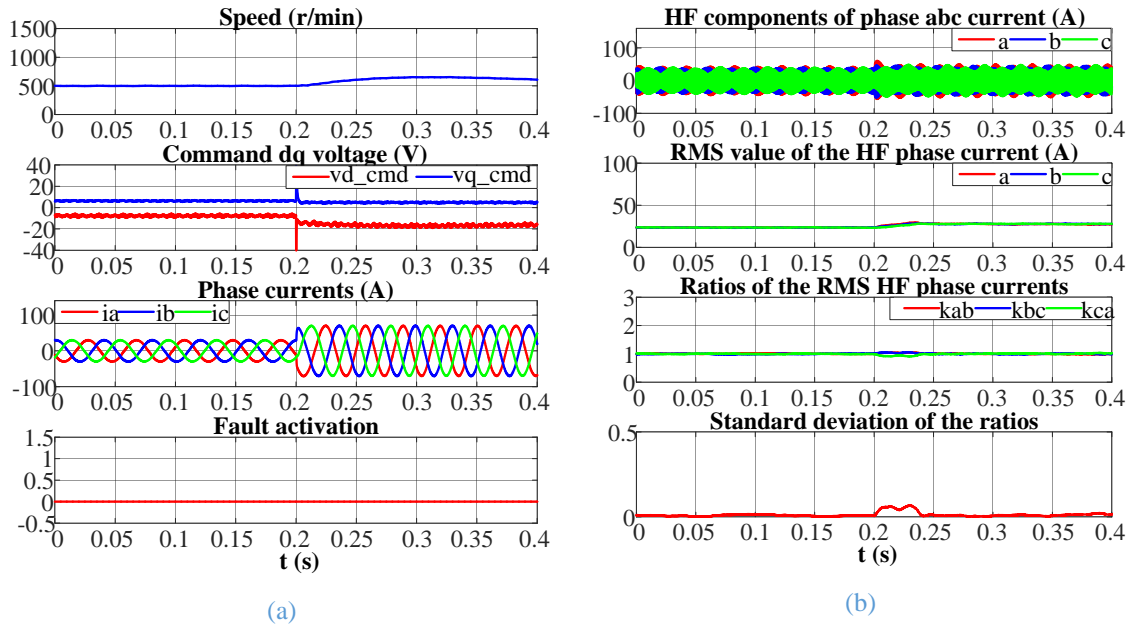 Speed (r/min)
1500
1000
500
0
0 0.05 0.1 0.15 0.2 0.25 0.3 0.35 0.4
Command dq voltage (V)
vd_cmd vq_cmd
40
20
0
-20
-40
0 0.05 0.1 0.15 0.2 0.25 0.3 0.35 0.4
Phase currents (A)
ia ib ic
100
0
-100
0 0.05 0.1 0.15 0.2 0.25 0.3 0.35 0.4
Fault activation
1.5
1
0.5
0
-0.5
0 0.05 0.1 0.15 0.2 0.25 0.3 0.35 0.4
t (s)
(a)
HF components of phase abc current (A)
a b c
100
0
-100
0 0.05 0.1 0.15 0.2 0.25 0.3 0.35 0.4
RMS value of the HF phase current (A)
a b c
100
50
0
0 0.05 0.1 0.15 0.2 0.25 0.3 0.35 0.4
Ratios of the RMS HF phase currents
kab kbc kca
3
2
1
0
0 0.05 0.1 0.15 0.2 0.25 0.3 0.35 0.4
Standard deviation of the ratios
0.5
0
0 0.05 0.1 0.15 0.2 0.25 0.3 0.35 0.4
t (s)
(b)